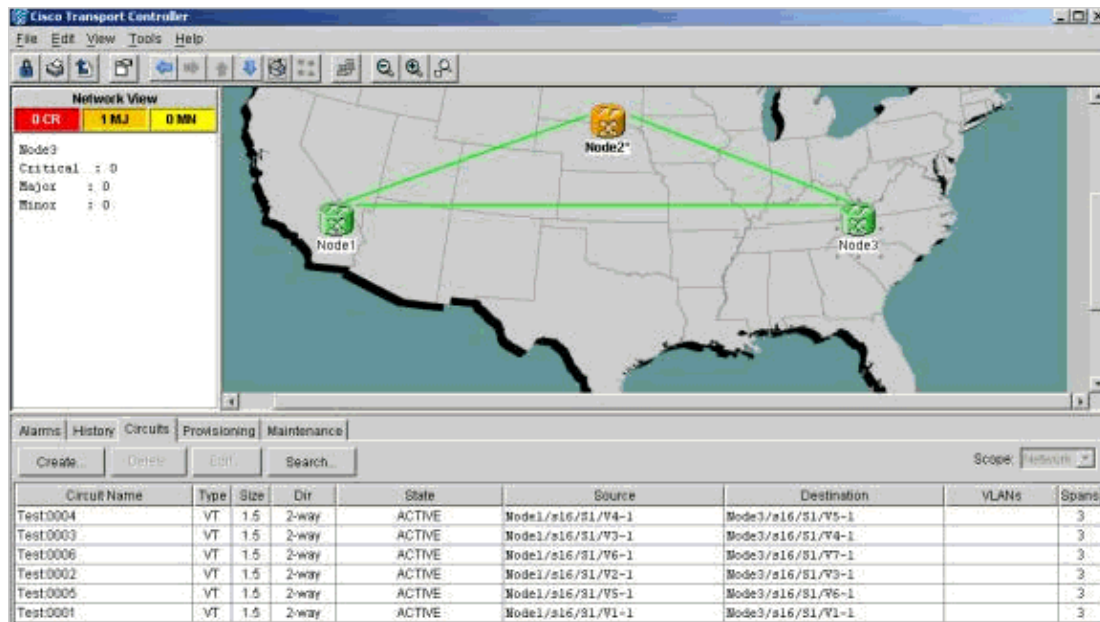 Cisco Transport Controller
File Edit View Tools Help
Network View
0 CR 1 MJ 0 MN
Node3
Critical : 0
Major : 0
Minor : 0
Node2*
Node1
Node3
Alarms History Circuits Provisioning Maintenance
Create... Delete Edit... Search... Scope: Network
Circuit Name Type Size Dir State Source Destination VLANs Spans
Test:0004 VT 1.5 2-way ACTIVE Node1/s16/S1/V4-1 Node3/s16/S1/V5-1 3
Test:0003 VT 1.5 2-way ACTIVE Node1/s16/S1/V3-1 Node3/s16/S1/V4-1 3
Test:0006 VT 1.5 2-way ACTIVE Node1/s16/S1/V6-1 Node3/s16/S1/V7-1 3
Test:0002 VT 1.5 2-way ACTIVE Node1/s16/S1/V2-1 Node3/s16/S1/V3-1 3
Test:0005 VT 1.5 2-way ACTIVE Node1/s16/S1/V5-1 Node3/s16/S1/V6-1 3
Test:0001 VT 1.5 2-way ACTIVE Node1/s16/S1/V1-1 Node3/s16/S1/V1-1 3